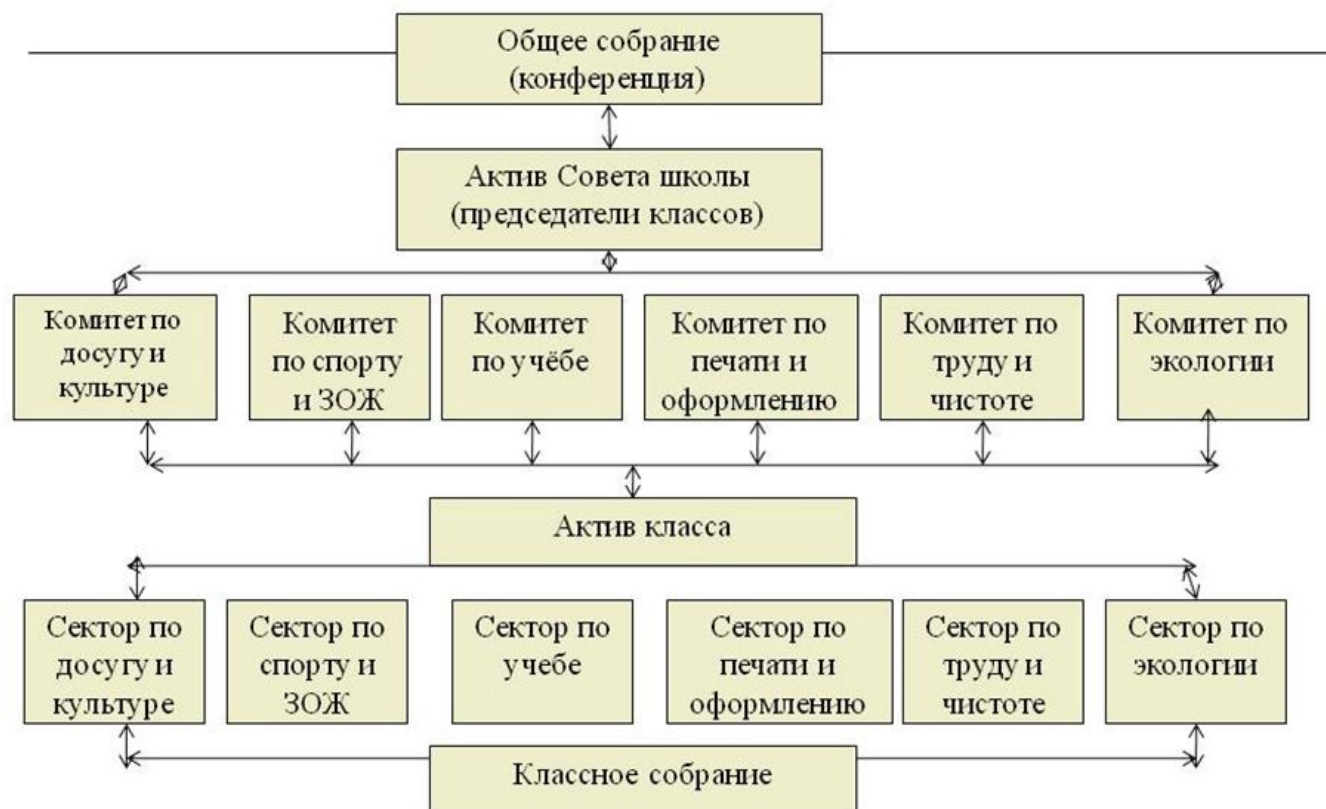 Общее собрание
(конференция)
Актив Совета школы
(председатели классов)
Комитет по
досугу и
культуре
Комитет
по спорту
и ЗОЖ
Комитет
по учёбе
Комитет по
печати и
оформлению
Комитет по
труду и
чистоте
Комитет по
экологии
Актив класса
Сектор по
досугу и
культуре
Сектор по
спорту и
ЗОЖ
Сектор по
учебе
Сектор по
печати и
оформлению
Сектор по
труду и
чистоте
Сектор по
экологии
Классное собрание